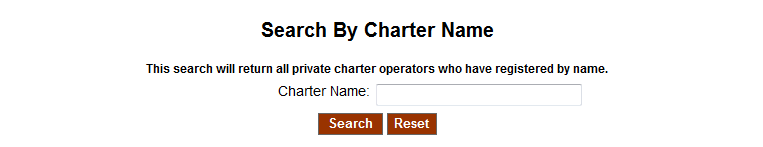 Search By Charter Name
This search will return all private charter operators who have registered by name.
Charter Name:
Search Reset